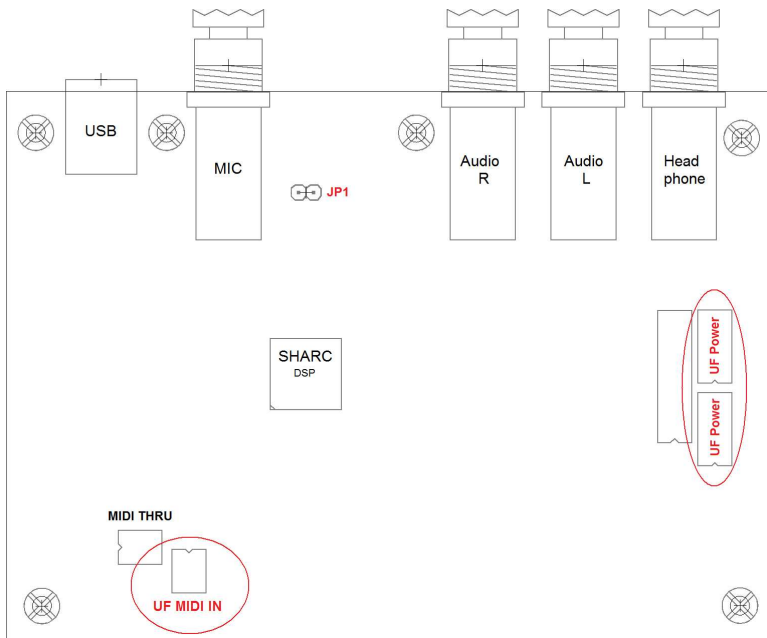 USB
MIC
JP1
Audio
R
Audio
L
Head
phone
SHARC
DSP
UF Power
UF Power
MIDI THRU
UF MIDI IN